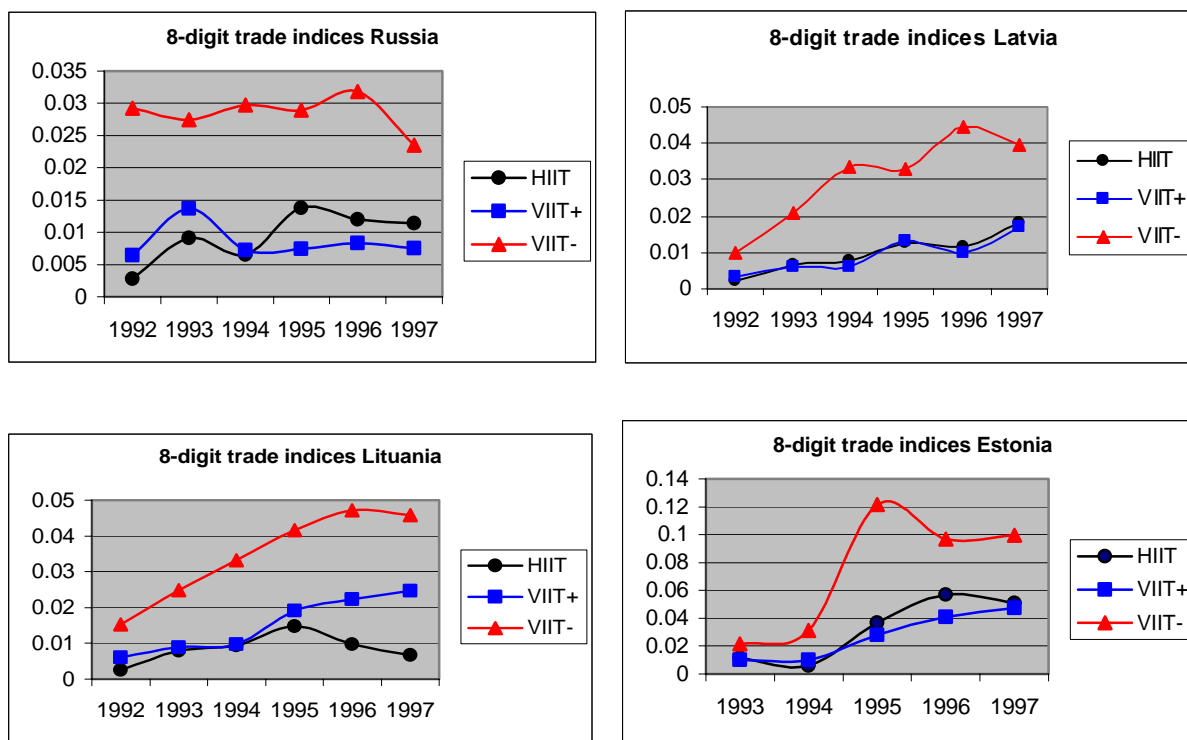 8-digit trade indices Russia
0.035
0.03
0.025
0.02
0.015
0.01
0.005
0
1992 1993 1994 1995 1996 1997
HIIT
VIIT+
VIIT-
8-digit trade indices Latvia
0.05
0.04
0.03
0.02
0.01
0
1992 1993 1994 1995 1996 1997
HIIT
VIIT+
VIIT-
8-digit trade indices Lituania
0.05
0.04
0.03
0.02
0.01
0
1992 1993 1994 1995 1996 1997
HIIT
VIIT+
VIIT-
8-digit trade indices Estonia
0.14
0.12
0.1
0.08
0.06
0.04
0.02
0
1993 1994 1995 1996 1997
HIIT
VIIT+
VIIT-